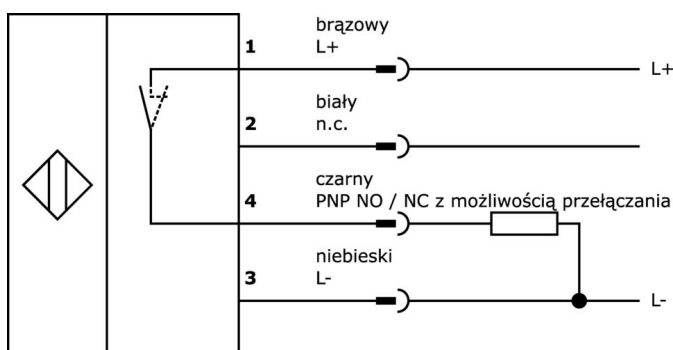 brązowy
1 L+
L+
biały
2 n.c.
czarny
4 PNP NO / NC z możliwością przełączania
niebieski
3 L-
L-